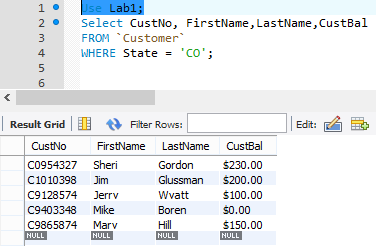 1 Use Lab1;
2 Select CustNo, FirstName,LastName,CustBal
3 FROM `Customer`
4 WHERE State = 'CO';
5
6
Result Grid Filter Rows: Edit:
CustNo FirstName LastName CustBal
C0954327 Sheri Gordon $230.00
C1010398 Jim Glussman $200.00
C9128574 Jerry Wyatt $100.00
C9403348 Mike Boren $0.00
C9865874 Mary Hill $150.00
NULL NULL NULL NULL